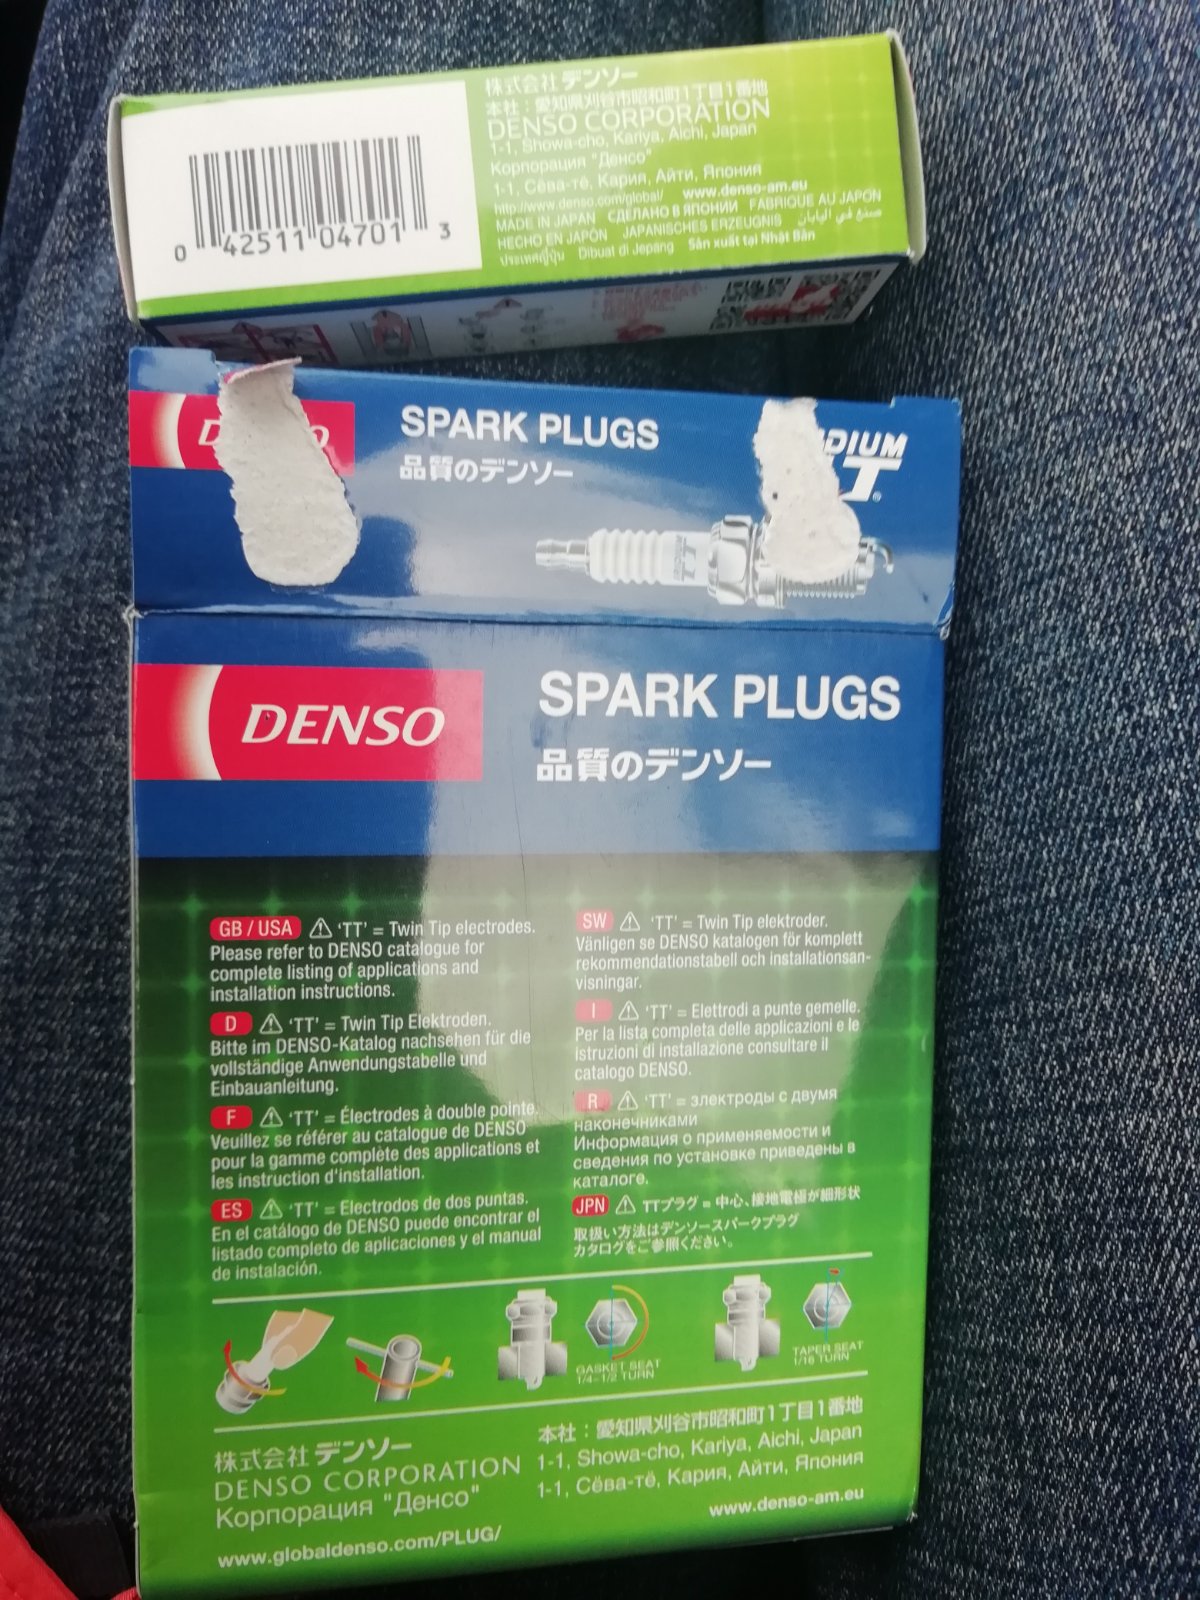 株式会社 デンソー
本社：愛知県刈谷市昭和町1丁目1番地
DENSO CORPORATION
1-1, Showa-cho, Kariya, Aichi, Japan
Корпорация "Денсо"
1-1, Сёва-тё, Кария, Айти, Япония
http://www.denso.com/global/ www.denso-am.eu
MADE IN JAPAN СДЕЛАНО В ЯПОНИИ FABRIQUE AU JAPON
HECHO EN JAPÓN JAPANISCHES ERZEUGNIS صنع في اليابان
ประเทศญี่ปุ่น Dibuat di Jepang Sản xuất tại Nhật Bản
0 42511 04701 3
SPARK PLUGS
品質のデンソー
TT
DENSO
SPARK PLUGS
品質のデンソー
GB / USA ⚠ 'TT' = Twin Tip electrodes.
Please refer to DENSO catalogue for
complete listing of applications and
installation instructions.
D ⚠ 'TT' = Twin Tip Elektroden.
Bitte im DENSO-Katalog nachsehen für die
vollständige Anwendungstabelle und
Einbauanleitung.
F ⚠ 'TT' = Électrodes à double pointe.
Veuillez se référer au catalogue de DENSO
pour la gamme complète des applications et
les instruction d'installation.
ES ⚠ 'TT' = Electrodos de dos puntas.
En el catálogo de DENSO puede encontrar el
listado completo de aplicaciones y el manual
de instalación.
SW ⚠ 'TT' = Twin Tip elektroder.
Vänligen se DENSO katalogen för komplett
rekommendationstabell och installationsan-
visningar.
I ⚠ 'TT' = Elettrodi a punte gemelle.
Per la lista completa delle applicazioni e le
istruzioni di installazione consultare il
catalogo DENSO.
R ⚠ 'TT' = электроды с двумя
наконечниками
Информация о применяемости и
сведения по установке приведены в
каталоге.
JPN ⚠ TTプラグ = 中心、接地電極が細形状
取扱い方法はデンソースパークプラグ
カタログをご参照ください。
GASKET SEAT
1/4-1/2 TURN
TAPER SEAT
1/16 TURN
株式会社 デンソー
DENSO CORPORATION
Корпорация "Денсо"
www.globaldenso.com/PLUG/
本社：愛知県刈谷市昭和町1丁目1番地
1-1, Showa-cho, Kariya, Aichi, Japan
1-1, Сёва-тё, Кария, Айти, Япония
www.denso-am.eu